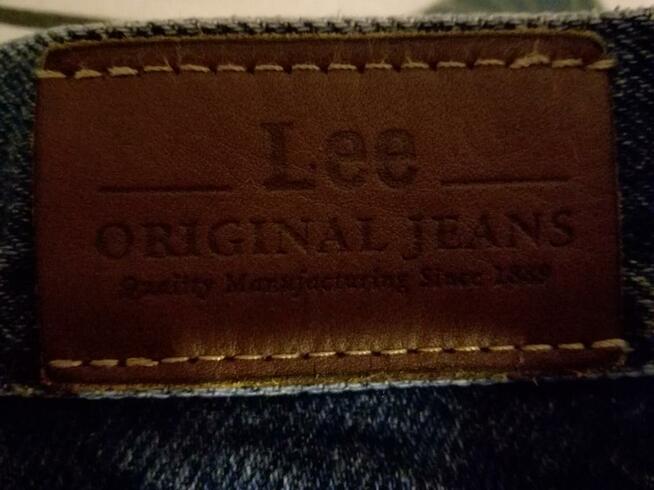 Lee
ORIGINAL JEANS
Quality Manufacturing Since 1889